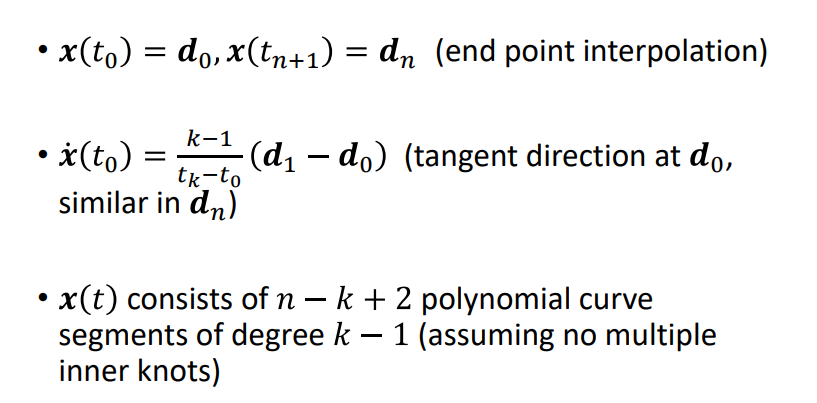 • x(t₀) = d₀, x(tₙ₊₁) = dₙ (end point interpolation)
• ẋ(t₀) = (k−1)/(tₖ−t₀) (d₁ − d₀) (tangent direction at d₀,
similar in dₙ)
• x(t) consists of n − k + 2 polynomial curve
segments of degree k − 1 (assuming no multiple
inner knots)